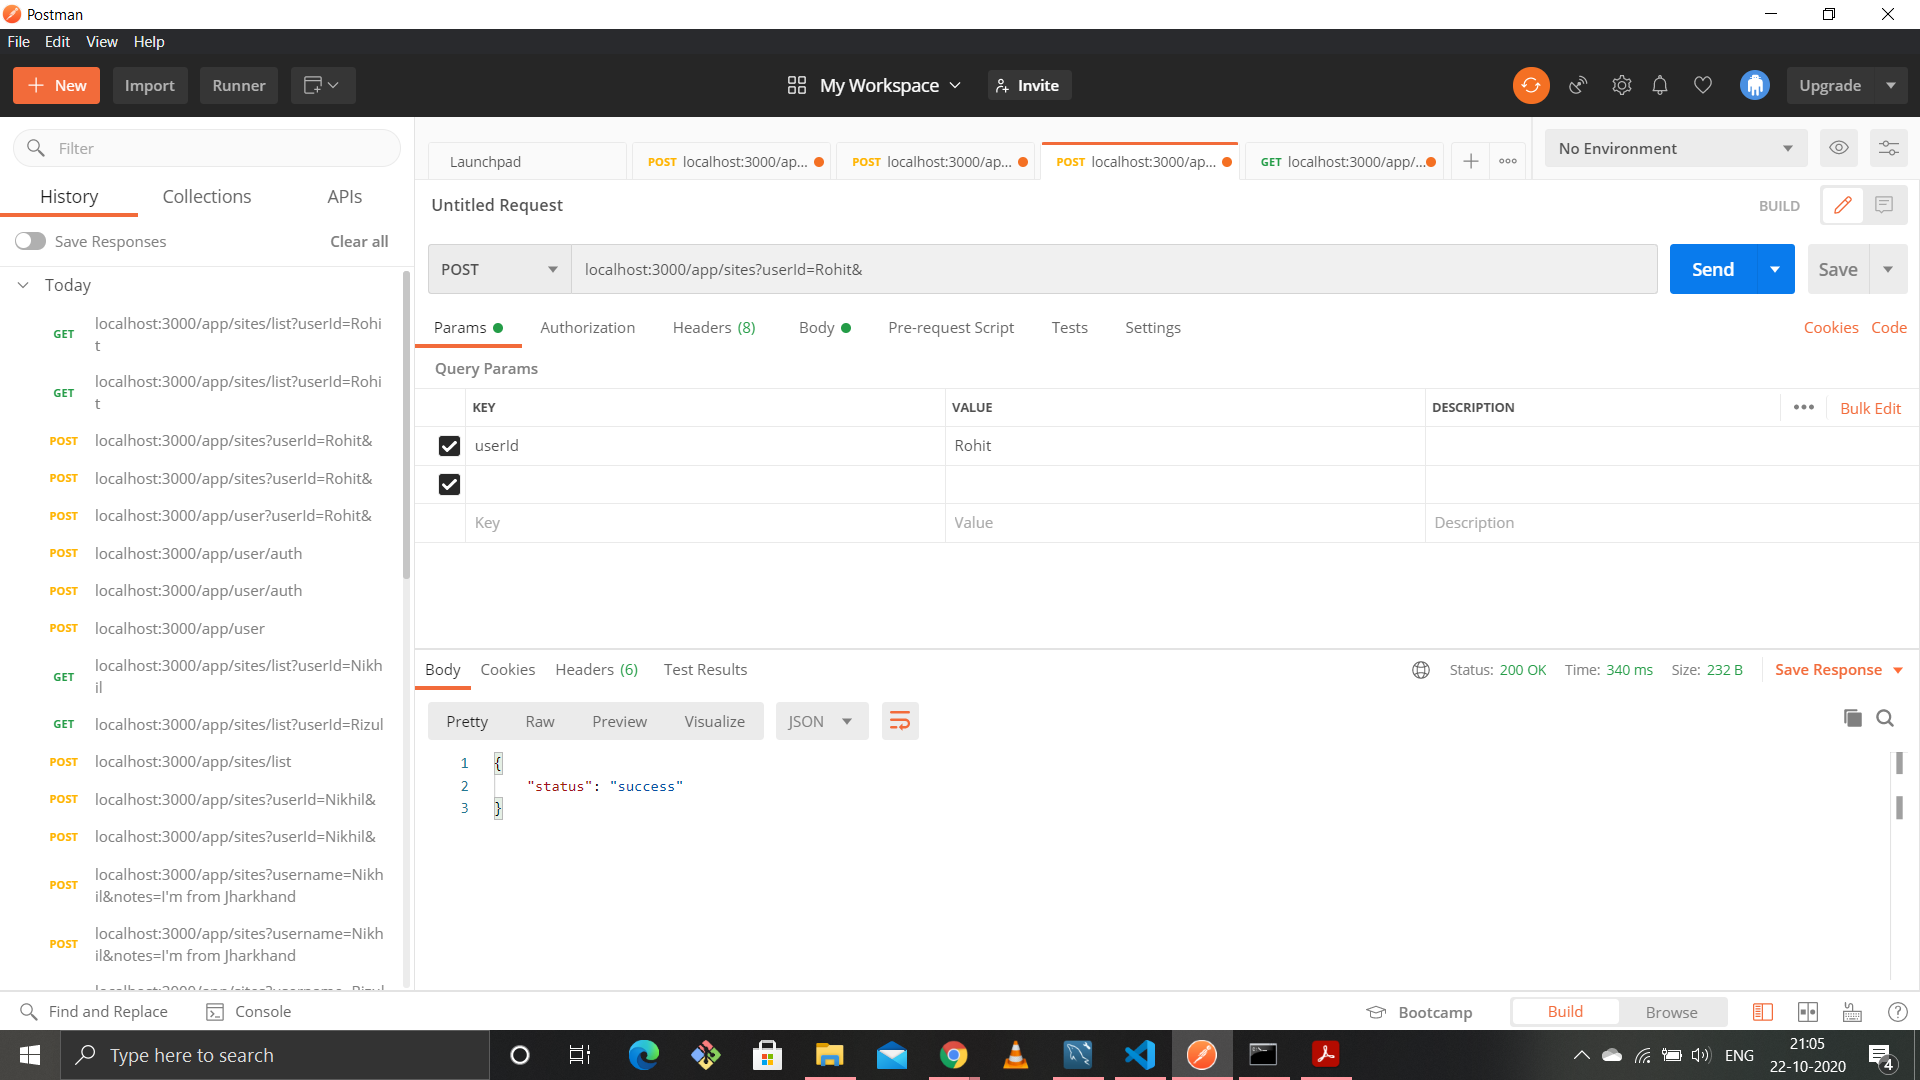 Postman
File Edit View Help
New Import Runner My Workspace Invite Upgrade
Filter
History Collections APIs
Save Responses Clear all
Today
GET localhost:3000/app/sites/list?userId=Rohi
t
GET localhost:3000/app/sites/list?userId=Rohi
t
POST localhost:3000/app/sites?userId=Rohit&
POST localhost:3000/app/sites?userId=Rohit&
POST localhost:3000/app/user?userId=Rohit&
POST localhost:3000/app/user/auth
POST localhost:3000/app/user/auth
POST localhost:3000/app/user
GET localhost:3000/app/sites/list?userId=Nikh
il
GET localhost:3000/app/sites/list?userId=Rizul
POST localhost:3000/app/sites/list
POST localhost:3000/app/sites?userId=Nikhil&
POST localhost:3000/app/sites?userId=Nikhil&
POST localhost:3000/app/sites?username=Nikh
il&notes=I'm from Jharkhand
POST localhost:3000/app/sites?username=Nikh
il&notes=I'm from Jharkhand
Launchpad POST localhost:3000/ap... POST localhost:3000/ap... POST localhost:3000/ap... GET localhost:3000/app/... No Environment
Untitled Request BUILD
POST localhost:3000/app/sites?userId=Rohit& Send Save
Params Authorization Headers (8) Body Pre-request Script Tests Settings Cookies Code
Query Params
KEY VALUE DESCRIPTION Bulk Edit
userId Rohit
Key Value Description
Body Cookies Headers (6) Test Results Status: 200 OK Time: 340 ms Size: 232 B Save Response
Pretty Raw Preview Visualize JSON
1 {
2 "status": "success"
3 }
Find and Replace Console Bootcamp Build Browse
Type here to search ENG 21:05
22-10-2020 4